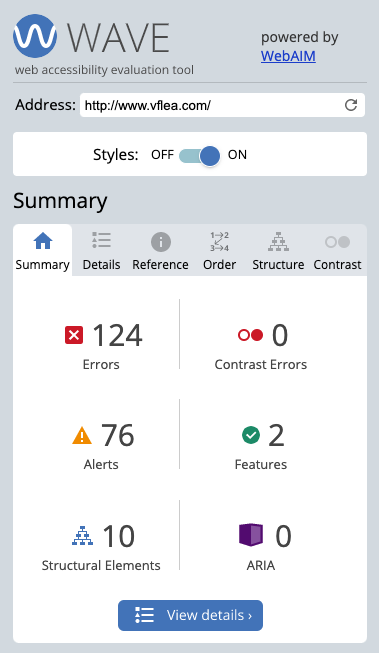 WAVE
web accessibility evaluation tool
powered by
WebAIM
Address: http://www.vflea.com/
Styles: OFF ON
Summary
Summary Details Reference Order Structure Contrast
1 2
3 4
124
Errors
0
Contrast Errors
76
Alerts
2
Features
10
Structural Elements
0
ARIA
View details ›